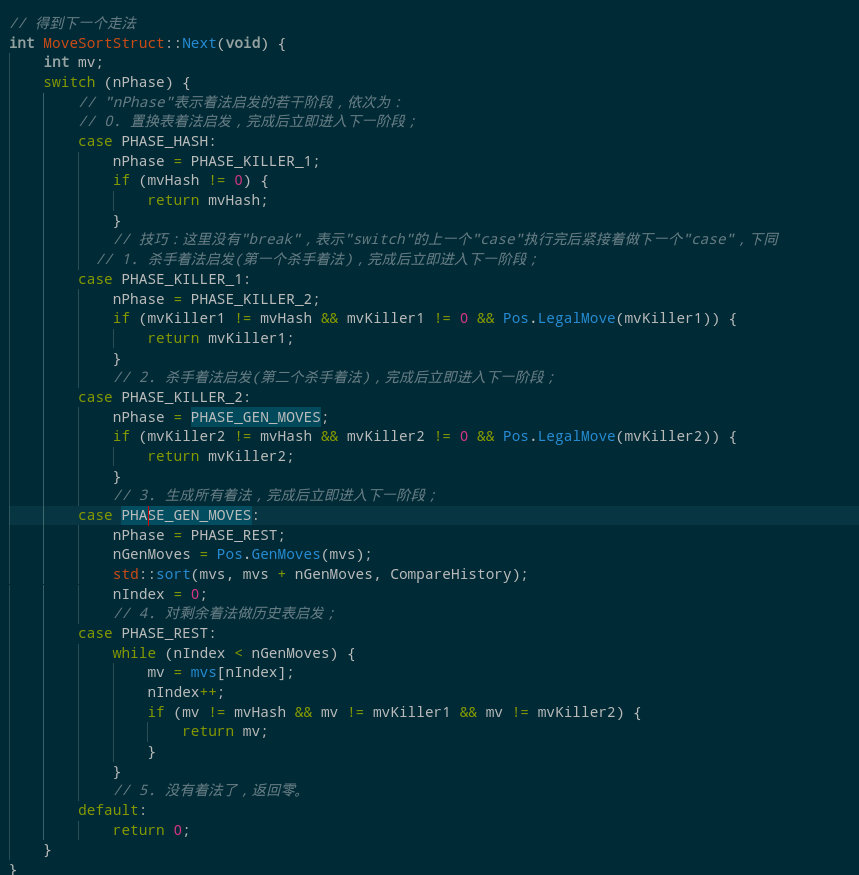 // 得到下一个走法
int MoveSortStruct::Next(void) {
    int mv;
    switch (nPhase) {
        // "nPhase"表示着法启发的若干阶段，依次为：
        // 0. 置换表着法启发，完成后立即进入下一阶段；
        case PHASE_HASH:
            nPhase = PHASE_KILLER_1;
            if (mvHash != 0) {
                return mvHash;
            }
            // 技巧：这里没有"break"，表示"switch"的上一个"case"执行完后紧接着做下一个"case"，下同
          // 1. 杀手着法启发(第一个杀手着法)，完成后立即进入下一阶段；
        case PHASE_KILLER_1:
            nPhase = PHASE_KILLER_2;
            if (mvKiller1 != mvHash && mvKiller1 != 0 && Pos.LegalMove(mvKiller1)) {
                return mvKiller1;
            }
            // 2. 杀手着法启发(第二个杀手着法)，完成后立即进入下一阶段；
        case PHASE_KILLER_2:
            nPhase = PHASE_GEN_MOVES;
            if (mvKiller2 != mvHash && mvKiller2 != 0 && Pos.LegalMove(mvKiller2)) {
                return mvKiller2;
            }
            // 3. 生成所有着法，完成后立即进入下一阶段；
        case PHASE_GEN_MOVES:
            nPhase = PHASE_REST;
            nGenMoves = Pos.GenMoves(mvs);
            std::sort(mvs, mvs + nGenMoves, CompareHistory);
            nIndex = 0;
            // 4. 对剩余着法做历史表启发；
        case PHASE_REST:
            while (nIndex < nGenMoves) {
                mv = mvs[nIndex];
                nIndex++;
                if (mv != mvHash && mv != mvKiller1 && mv != mvKiller2) {
                    return mv;
                }
            }
            // 5. 没有着法了，返回零。
        default:
            return 0;
    }
}